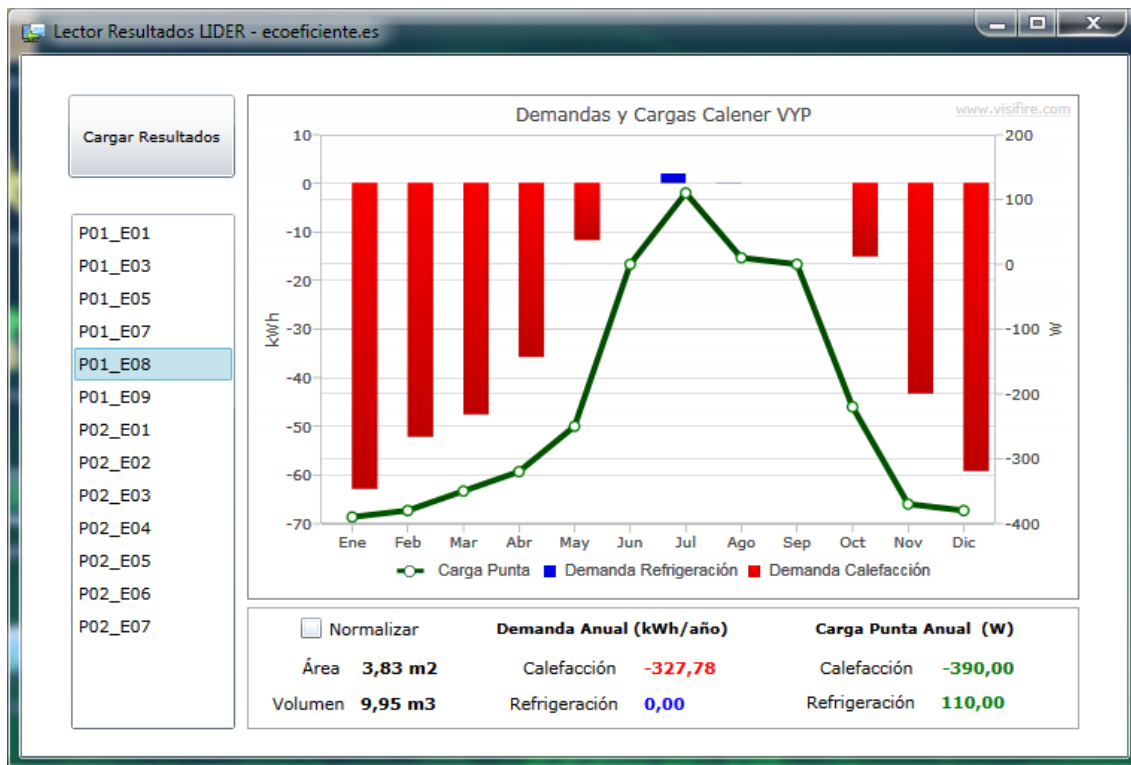 Lector Resultados LIDER - ecoeficiente.es
Cargar Resultados
P01_E01
P01_E03
P01_E05
P01_E07
P01_E08
P01_E09
P02_E01
P02_E02
P02_E03
P02_E04
P02_E05
P02_E06
P02_E07
Demandas y Cargas Calener VYP
www.visifire.com
kWh
10
0
-10
-20
-30
-40
-50
-60
-70
200
100
0
-100
-200
-300
-400
W
Ene Feb Mar Abr May Jun Jul Ago Sep Oct Nov Dic
Carga Punta Demanda Refrigeración Demanda Calefacción
Normalizar Demanda Anual (kWh/año) Carga Punta Anual (W)
Área 3,83 m2 Calefacción -327,78 Calefacción -390,00
Volumen 9,95 m3 Refrigeración 0,00 Refrigeración 110,00